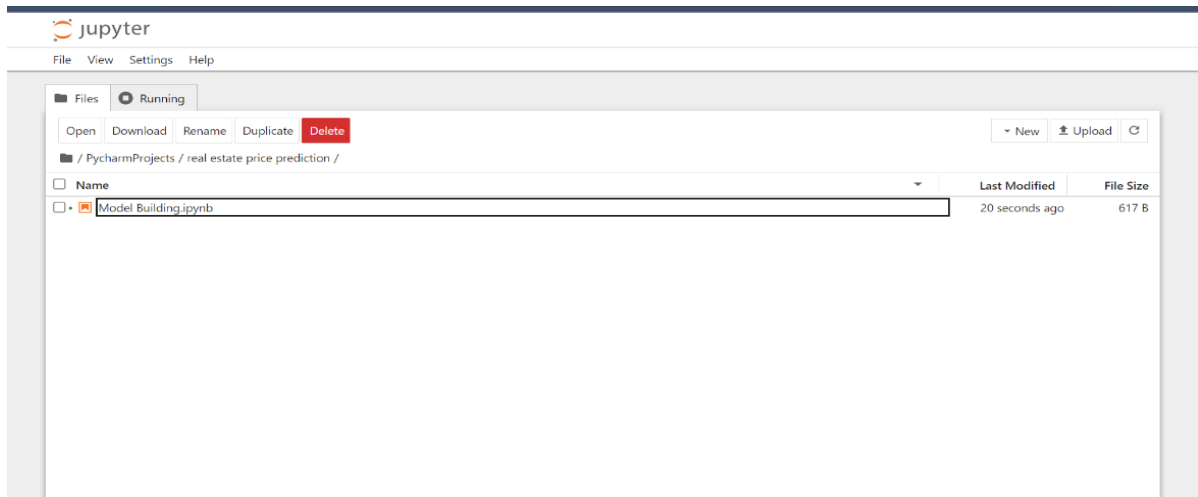 jupyter
File View Settings Help
Files Running
Open Download Rename Duplicate Delete New Upload
/ PycharmProjects / real estate price prediction /
Name Last Modified File Size
Model Building.ipynb 20 seconds ago 617 B